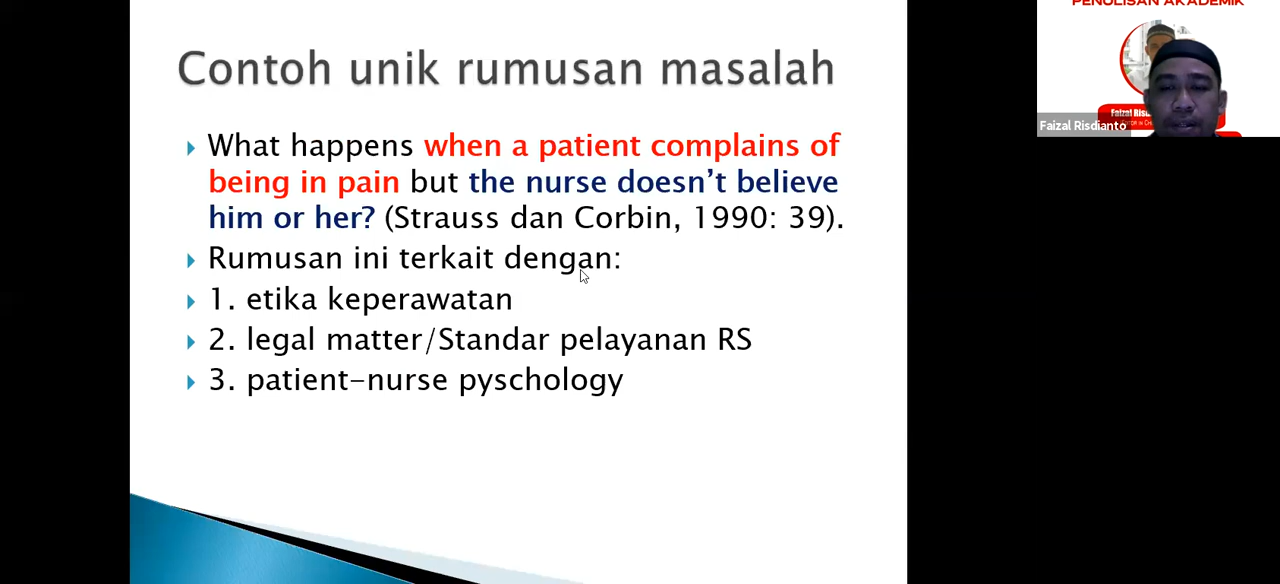 Contoh unik rumusan masalah
What happens when a patient complains of
being in pain but the nurse doesn't believe
him or her? (Strauss dan Corbin, 1990: 39).
Rumusan ini terkait dengan:
1. etika keperawatan
2. legal matter/Standar pelayanan RS
3. patient-nurse pyschology
PENULISAN AKADEMIK
Faizal Risdianto